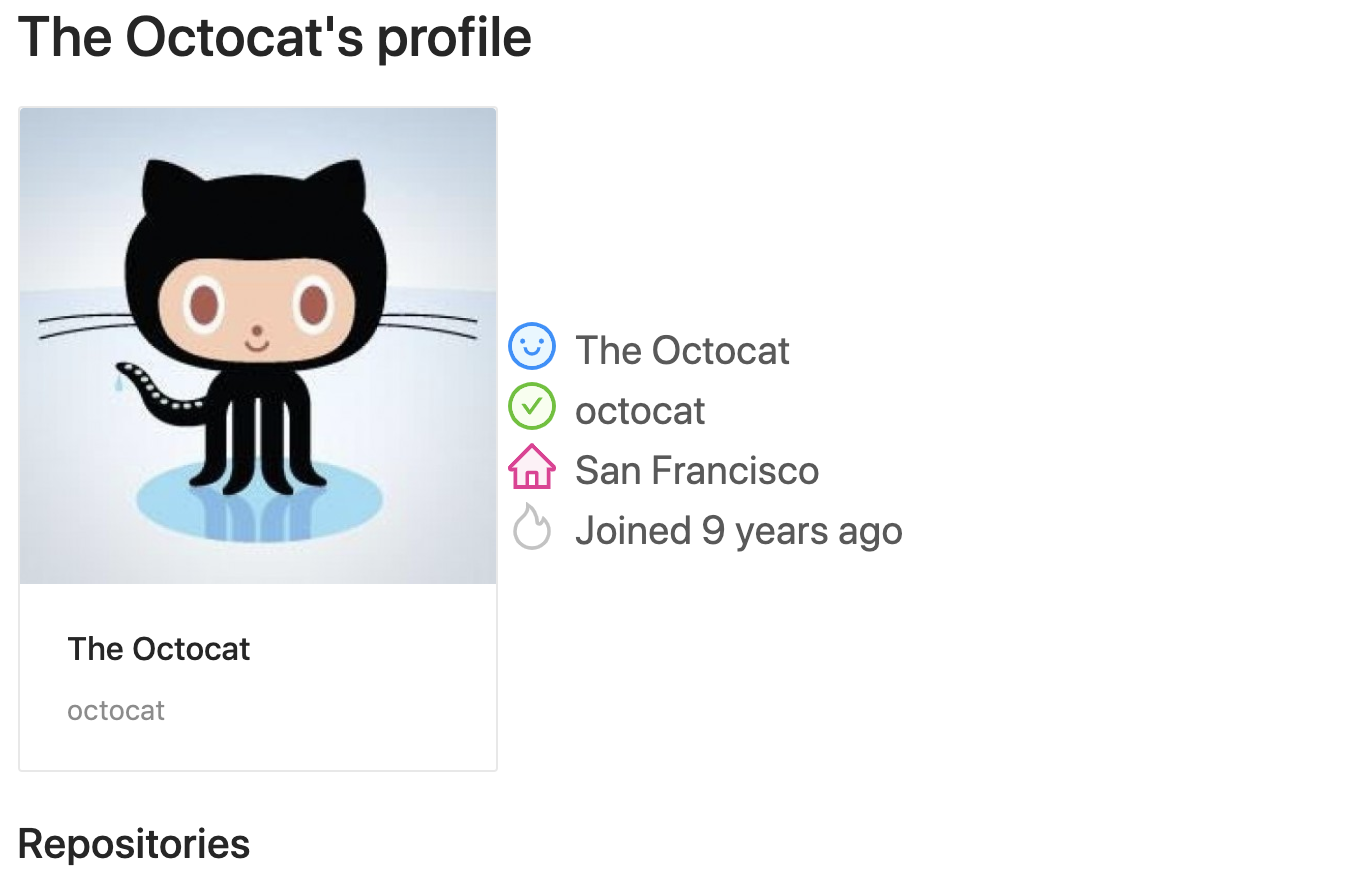 The Octocat's profile
The Octocat
octocat
San Francisco
Joined 9 years ago
The Octocat
octocat
Repositories